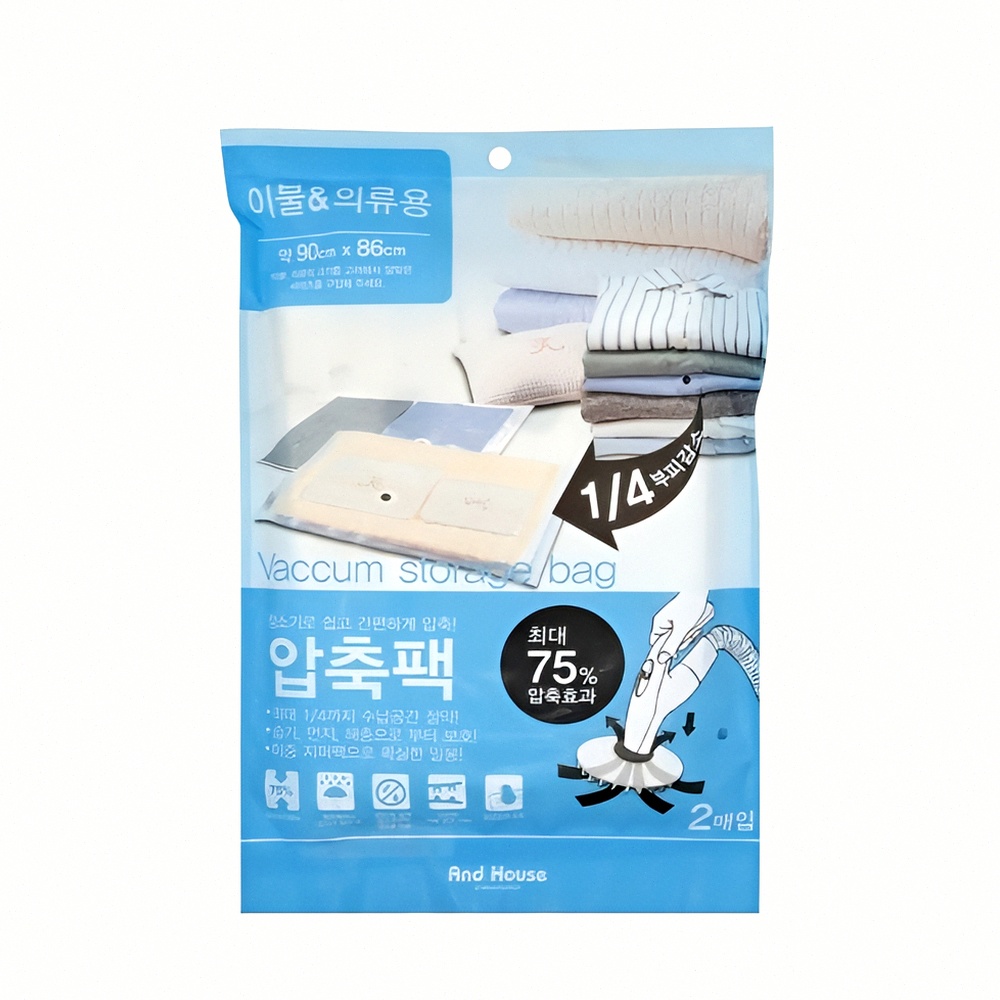 이불&의류용
약 90cm x 86cm
1/4 부피감소
Vaccum storage bag
청소기로 쉽고 간편하게 압축!
압축팩
최대
75%
압축효과
•최대 1/4까지 수납공간 절약!
•습기, 먼지, 해충으로 부터 보호!
•이중 지퍼팩으로 확실한 밀봉!
75%
2매입
And House